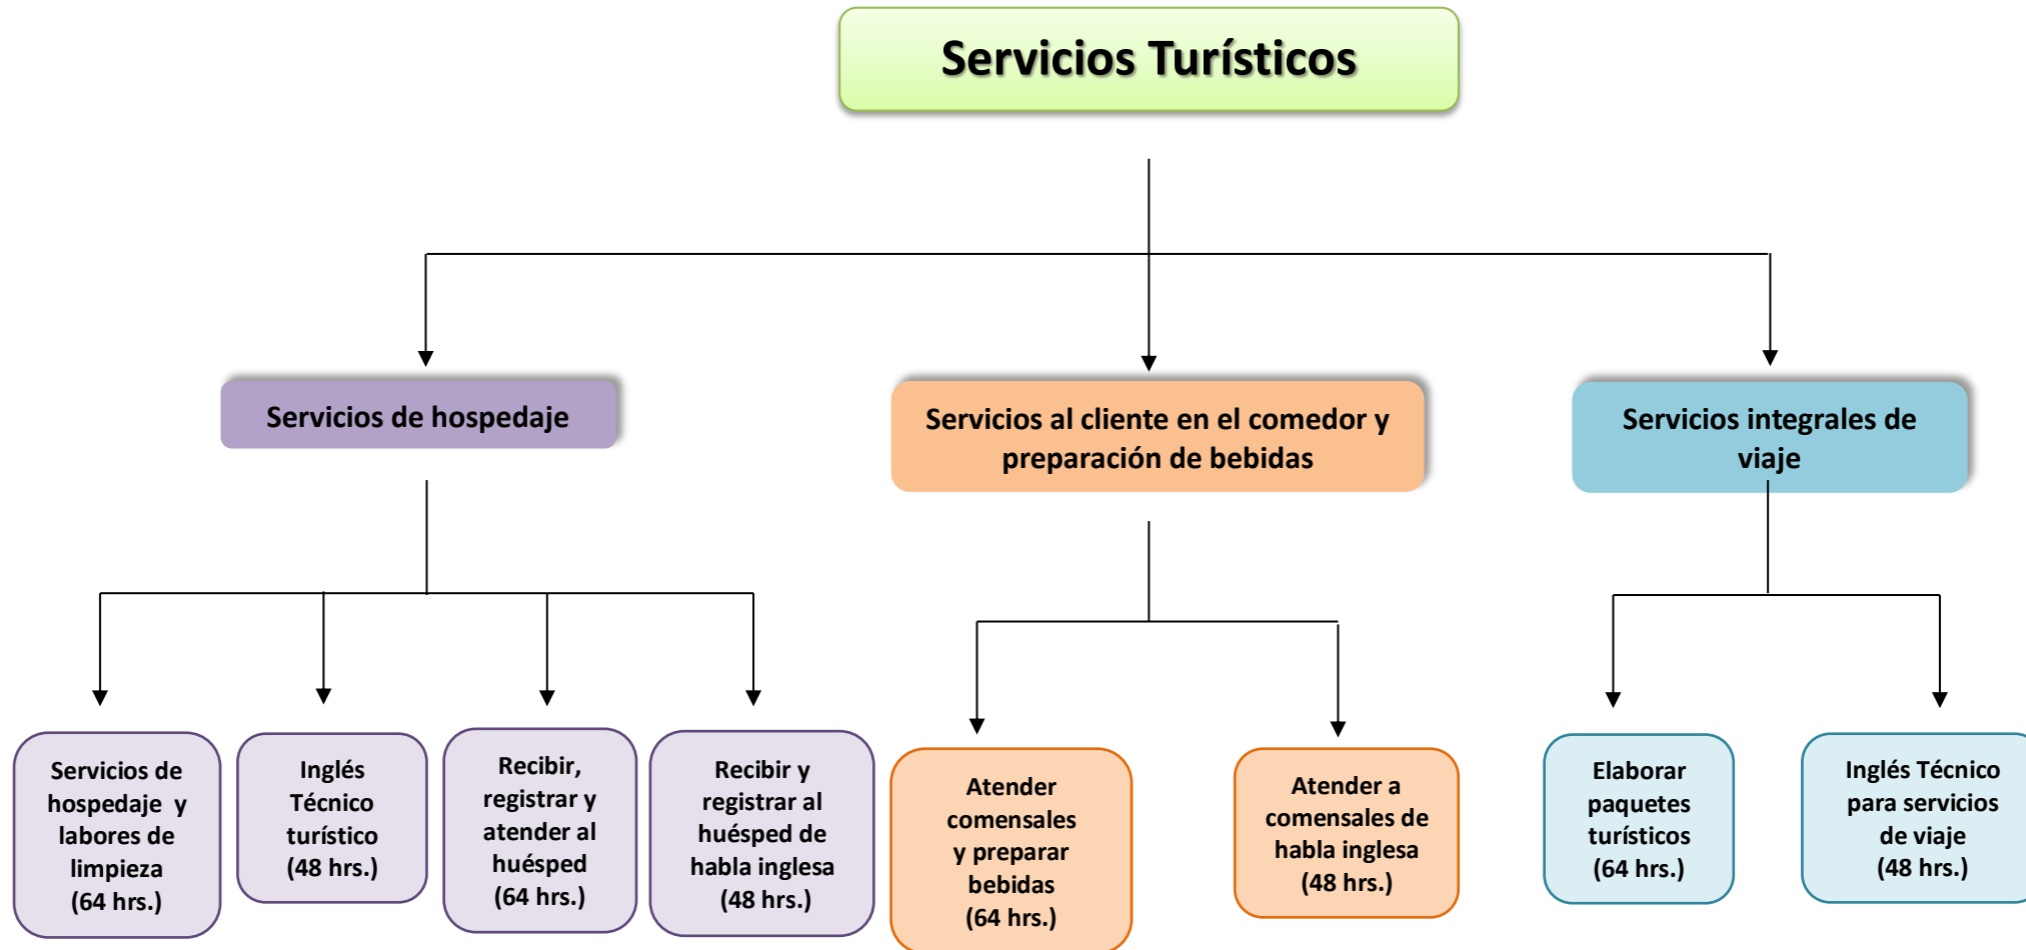 Servicios Turísticos
Servicios de hospedaje
Servicios al cliente en el comedor y
preparación de bebidas
Servicios integrales de
viaje
Servicios de
hospedaje y
labores de
limpieza
(64 hrs.)
Inglés
Técnico
turístico
(48 hrs.)
Recibir,
registrar y
atender al
huésped
(64 hrs.)
Recibir y
registrar al
huésped de
habla inglesa
(48 hrs.)
Atender
comensales
y preparar
bebidas
(64 hrs.)
Atender a
comensales de
habla inglesa
(48 hrs.)
Elaborar
paquetes
turísticos
(64 hrs.)
Inglés Técnico
para servicios
de viaje
(48 hrs.)